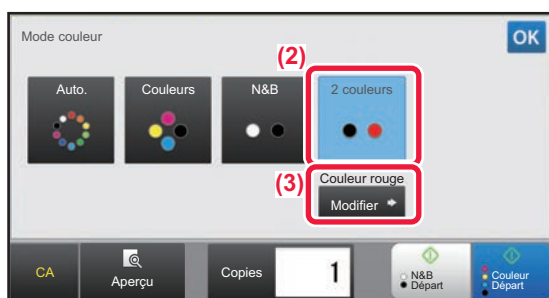 Mode couleur
OK
(2)
Auto.
Couleurs
N&B
2 couleurs
(3)
Couleur rouge
Modifier
CA
Aperçu
Copies
1
N&B
Départ
Couleur
Départ